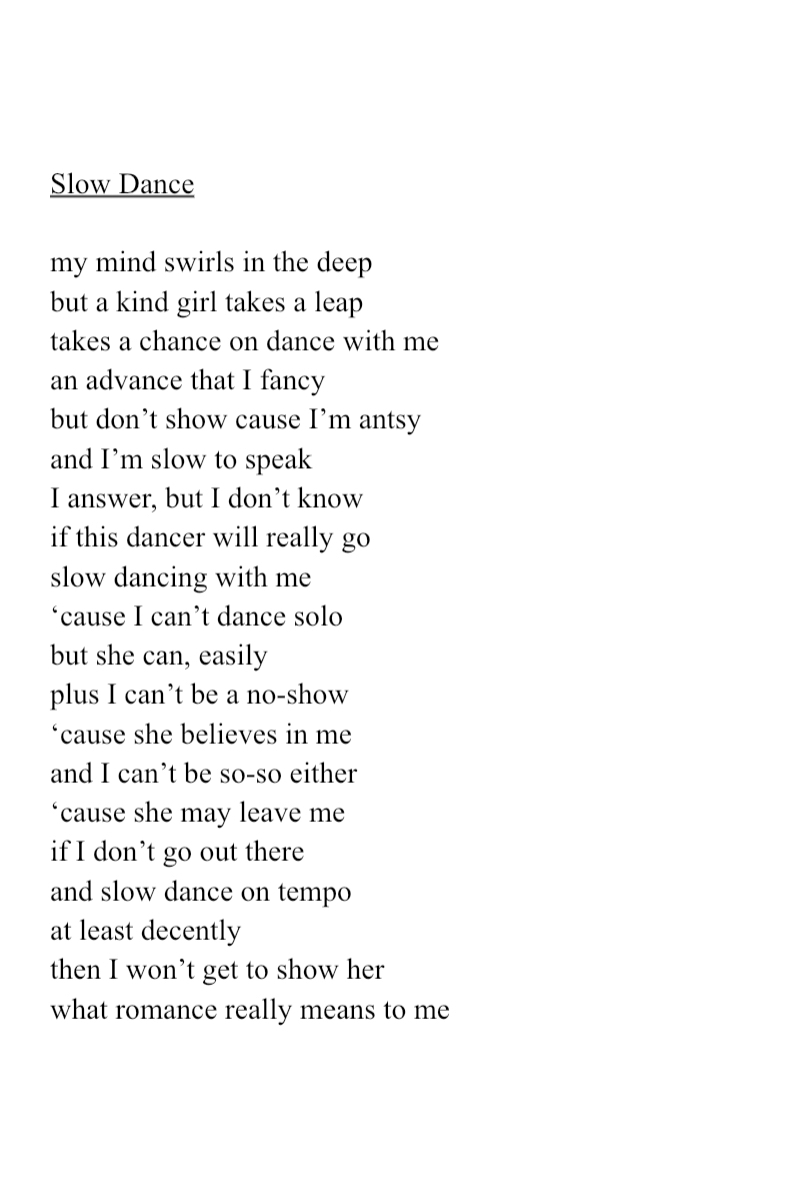 Slow Dance
my mind swirls in the deep
but a kind girl takes a leap
takes a chance on dance with me
an advance that I fancy
but don’t show cause I’m antsy
and I’m slow to speak
I answer, but I don’t know
if this dancer will really go
slow dancing with me
‘cause I can’t dance solo
but she can, easily
plus I can’t be a no-show
‘cause she believes in me
and I can’t be so-so either
‘cause she may leave me
if I don’t go out there
and slow dance on tempo
at least decently
then I won’t get to show her
what romance really means to me